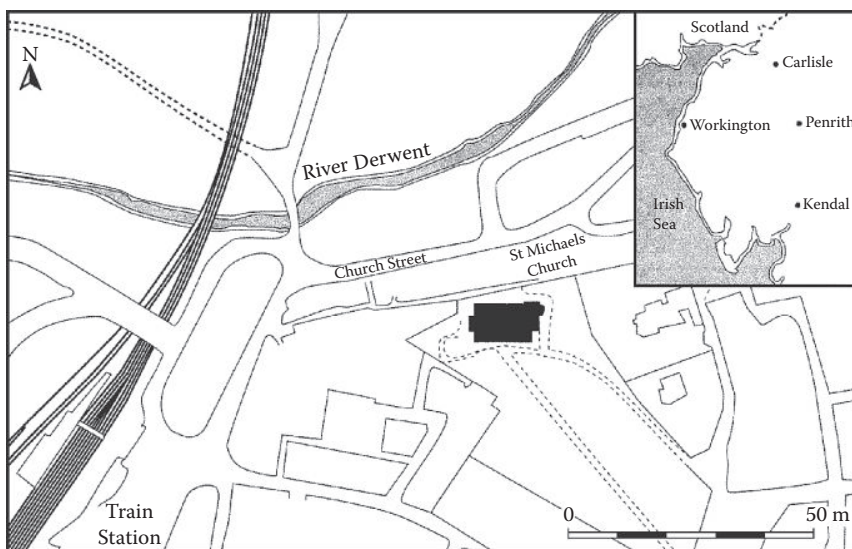 N
River Derwent
Church Street
St Michaels
Church
Train
Station
0 50 m
Scotland
Carlisle
Workington
Penrith
Kendal
Irish
Sea